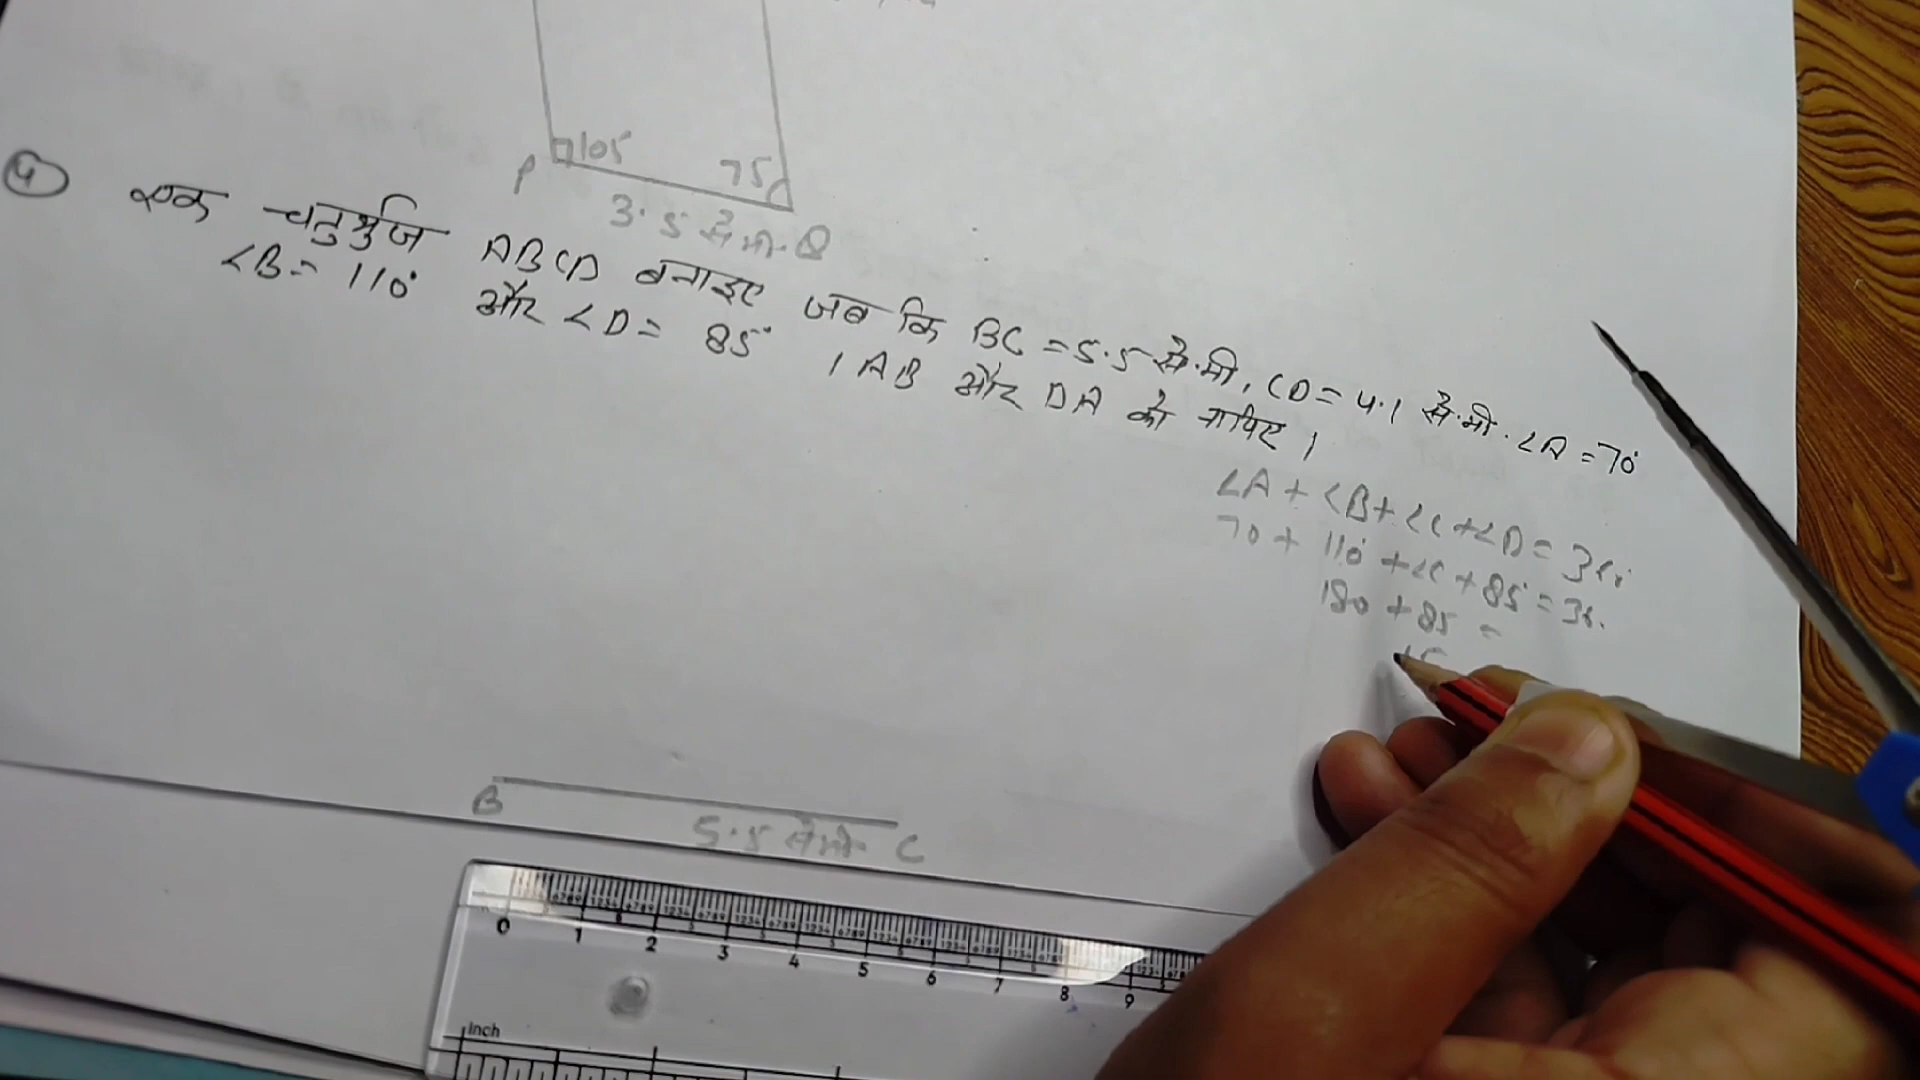 P 105 75
3.5 से.मी. Q
4 एक चतुर्भुज ABCD बनाइए जब कि BC = 5.5 से.मी, CD = 4.1 से.मी. <A = 70°
<B = 110° और <D = 85° । AB और DA को नापिए ।
<A + <B + <C + <D = 36
70 + 110° + <C + 85° = 36.
180 + 85 =
B
5.5 सेमी. C
0 1 2 3 4 5 6 7 8 9
Inch